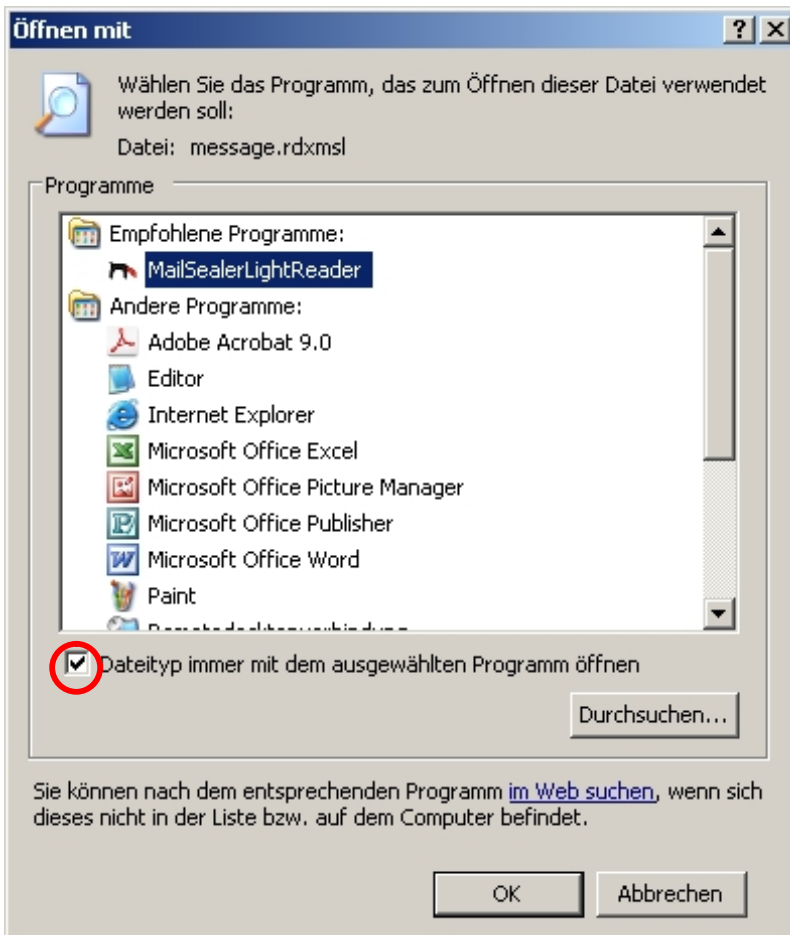 Öffnen mit
Wählen Sie das Programm, das zum Öffnen dieser Datei verwendet
werden soll:
Datei: message.rdxmsl
Programme
Empfohlene Programme:
MailSealerLightReader
Andere Programme:
Adobe Acrobat 9.0
Editor
Internet Explorer
Microsoft Office Excel
Microsoft Office Picture Manager
Microsoft Office Publisher
Microsoft Office Word
Paint
Dateityp immer mit dem ausgewählten Programm öffnen
Durchsuchen...
Sie können nach dem entsprechenden Programm im Web suchen, wenn sich
dieses nicht in der Liste bzw. auf dem Computer befindet.
OK
Abbrechen